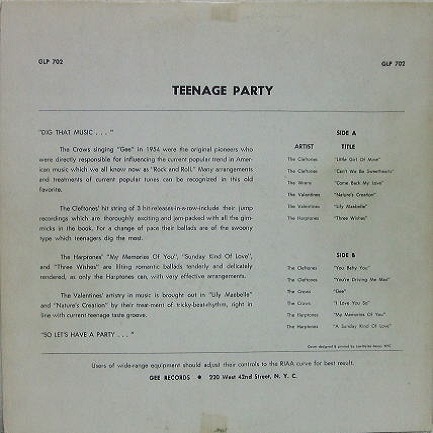 GLP 702
GLP 702
TEENAGE PARTY
"DIG THAT MUSIC . . . "
The Crows singing "Gee" in 1954 were the original pioneers who
were directly responsible for influencing the current popular trend in Amer-
ican music which we all know now as "Rock and Roll." Many arrangements
and treatments of current popular tunes can be recognized in this old
favorite.
The Cleftones' hit string of 3 hit-releases-in-a-row-include their jump
recordings which are thoroughly exciting and jam-packed with all the gim-
micks in the book. For a change of pace their ballads are of the swoony
type which teenagers dig the most.
The Harptones' "My Memories Of You", "Sunday Kind Of Love",
and "Three Wishes" are lilting romantic ballads tenderly and delicately
rendered, as only the Harptones can, with very effective arrangements.
The Valentines' artistry in music is brought out in "Lily Maebelle"
and "Nature's Creation" by their treat-ment of tricky-beat-rhythm, right in
line with current teenage taste groove.
"SO LET'S HAVE A PARTY . . . "
SIDE A
ARTIST TITLE
The Cleftones "Little Girl Of Mine"
The Cleftones "Can't We Be Sweethearts"
The "Come Back My Love"
The Valentines "Nature's Creation"
The Valentines "Lily Maebelle"
The Harptones "Three Wishes"
SIDE B
The Cleftones "You Baby You"
The Cleftones "You're Driving Me Mad"
The Crows "Gee"
The Crows "I Love You So"
The Harptones "My Memories Of You"
The Harptones "A Sunday Kind Of Love"
Cover designed & printed by
Users of wide-range equipment should adjust their controls to the RIAA curve for best result.
GEE RECORDS • 220 West 42nd Street, N. Y. C.